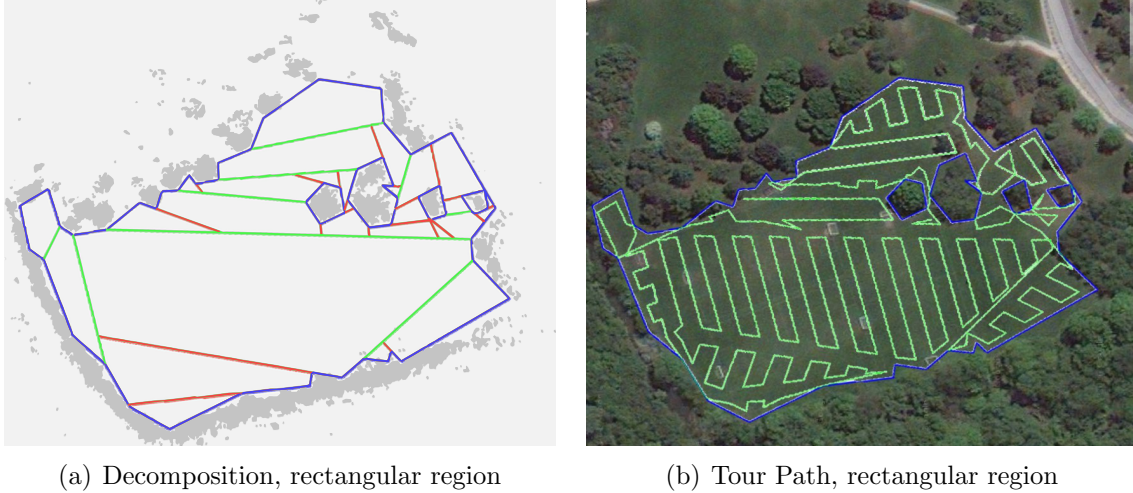 (a) Decomposition, rectangular region
(b) Tour Path, rectangular region